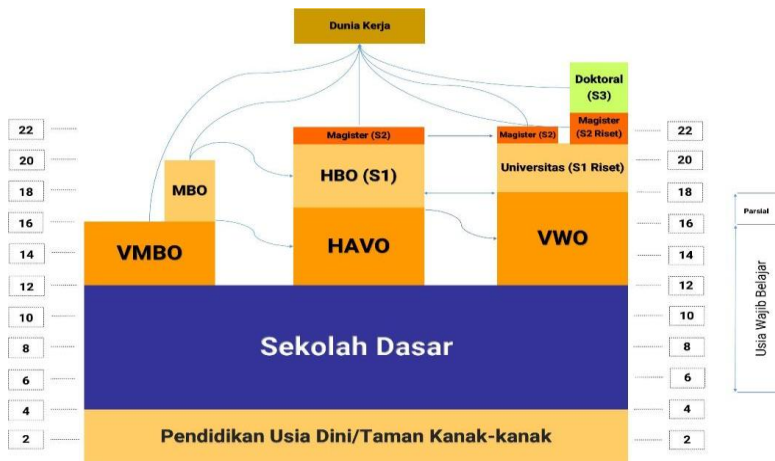 Dunia Kerja
Doktoral
(S3)
22
Magister (S2)
Magister (S2)
Magister
(S2 Riset)
22
20
MBO
HBO (S1)
Universitas (S1 Riset)
20
18
18
Parsial
16
VMBO
HAVO
VWO
16
14
14
12
12
10
10
8
Sekolah Dasar
8
6
6
Usia Wajib Belajar
4
4
2
Pendidikan Usia Dini/Taman Kanak-kanak
2